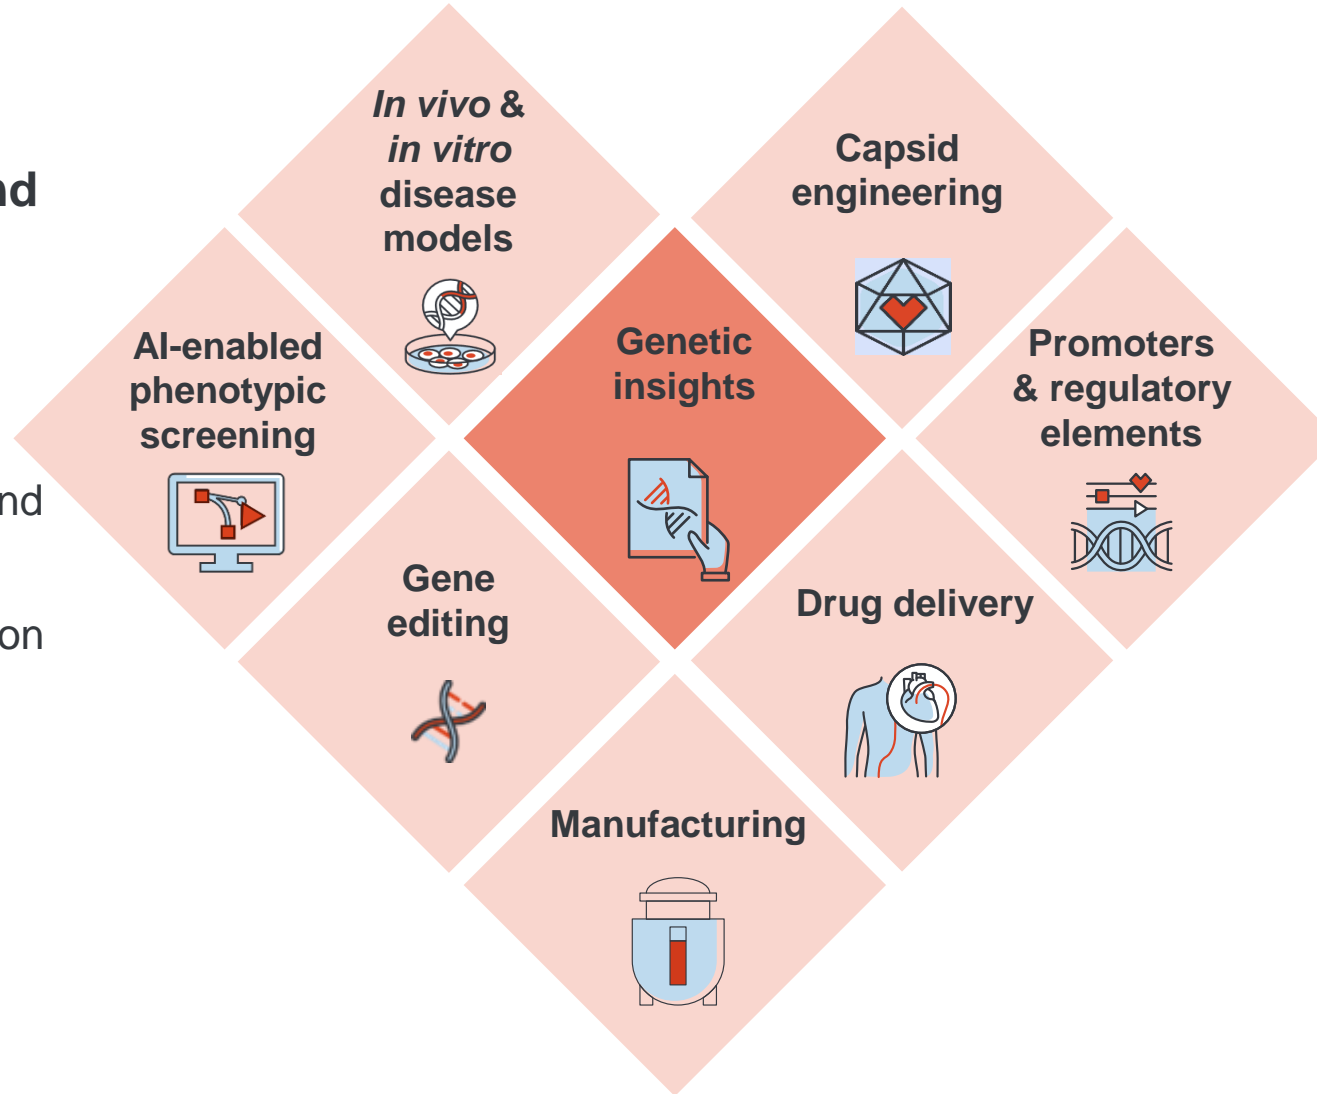 nd
nd
on
In vivo &
in vitro
disease
models
Capsid
engineering
AI-enabled
phenotypic
screening
Genetic
insights
Promoters
& regulatory
elements
Gene
editing
Drug delivery
Manufacturing